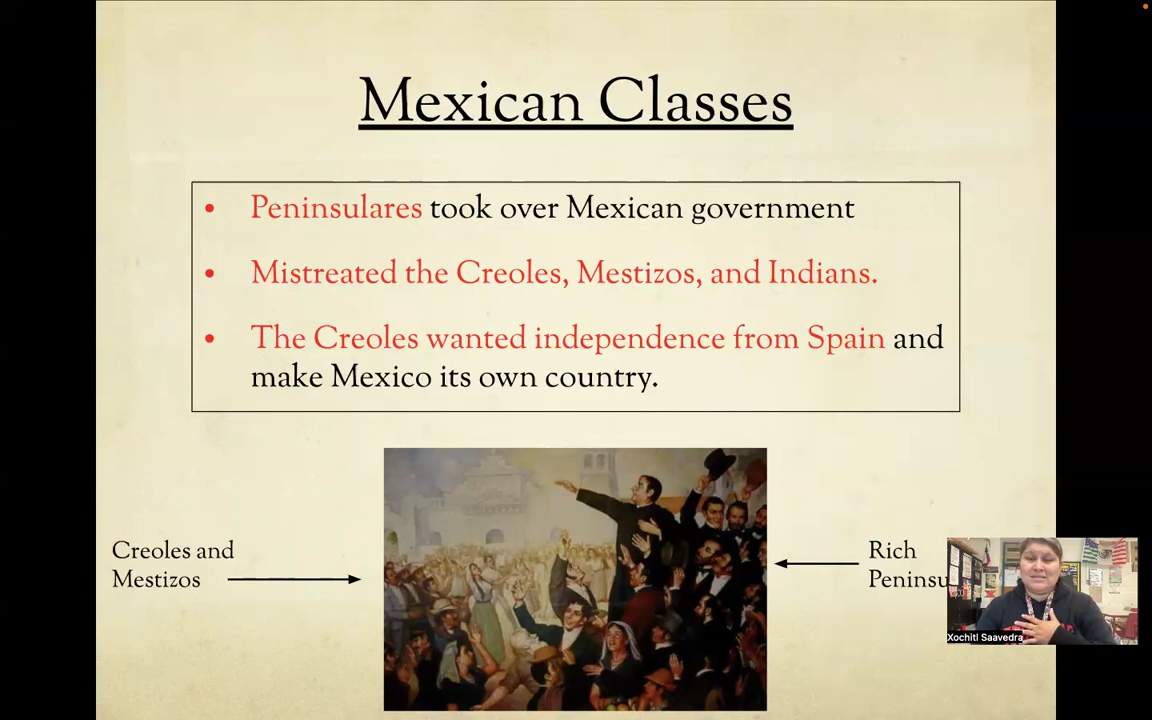 Mexican Classes
• Peninsulares took over Mexican government
• Mistreated the Creoles, Mestizos, and Indians.
• The Creoles wanted independence from Spain and
make Mexico its own country.
Creoles and
Mestizos
Rich
Peninsu
Xochitl Saavedra